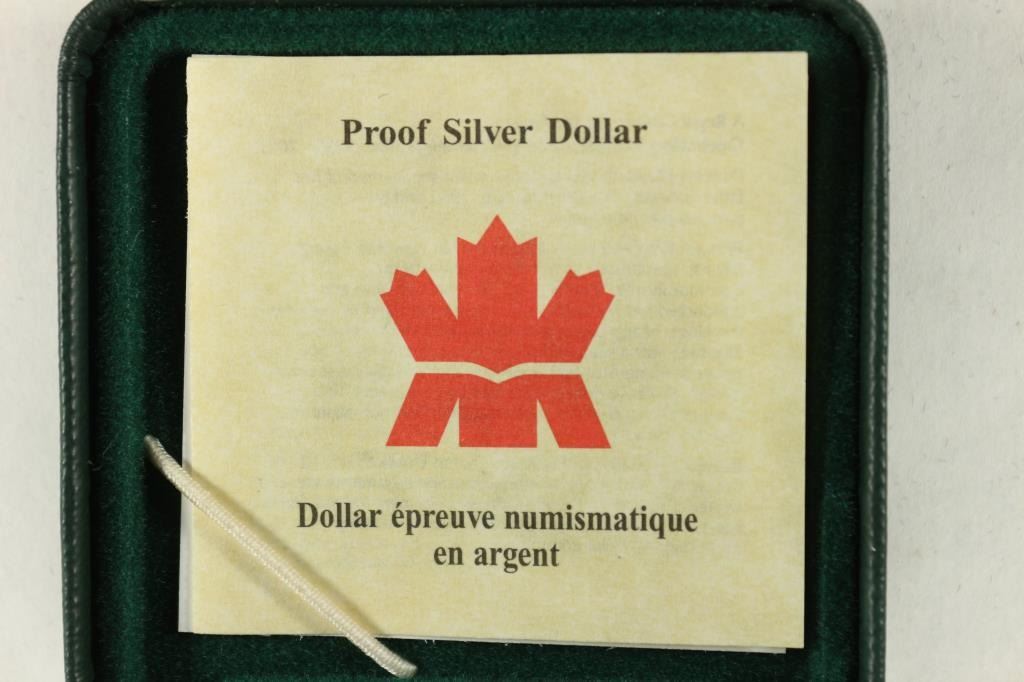 Proof Silver Dollar
Dollar épreuve numismatique
en argent